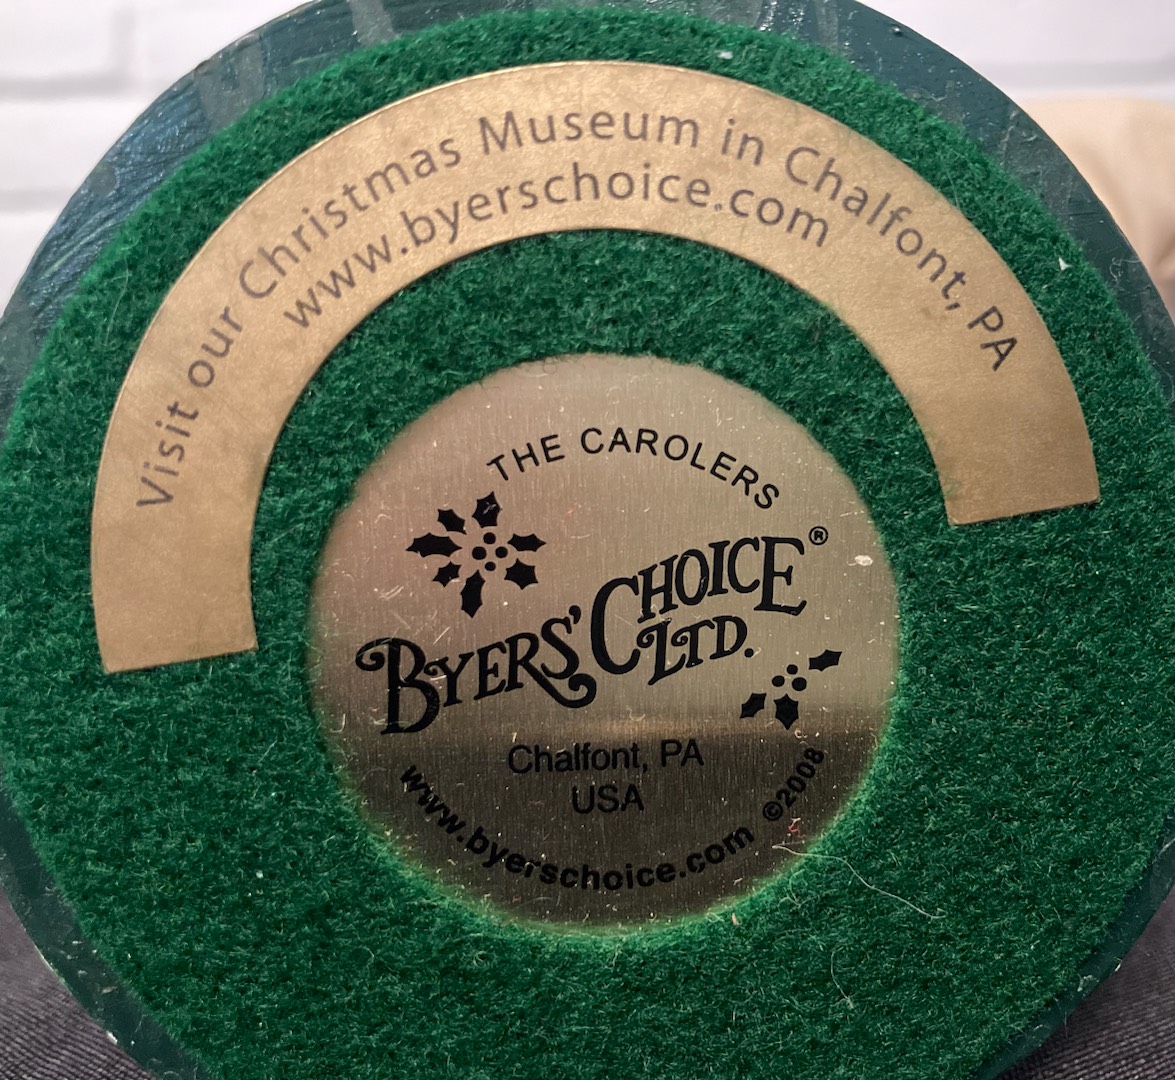 Visit our Christmas Museum in Chalfont, PA
www.byerschoice.com
THE CAROLERS
BYERS' CHOICE®
LTD.
Chalfont, PA
USA
www.byerschoice.com ©2008